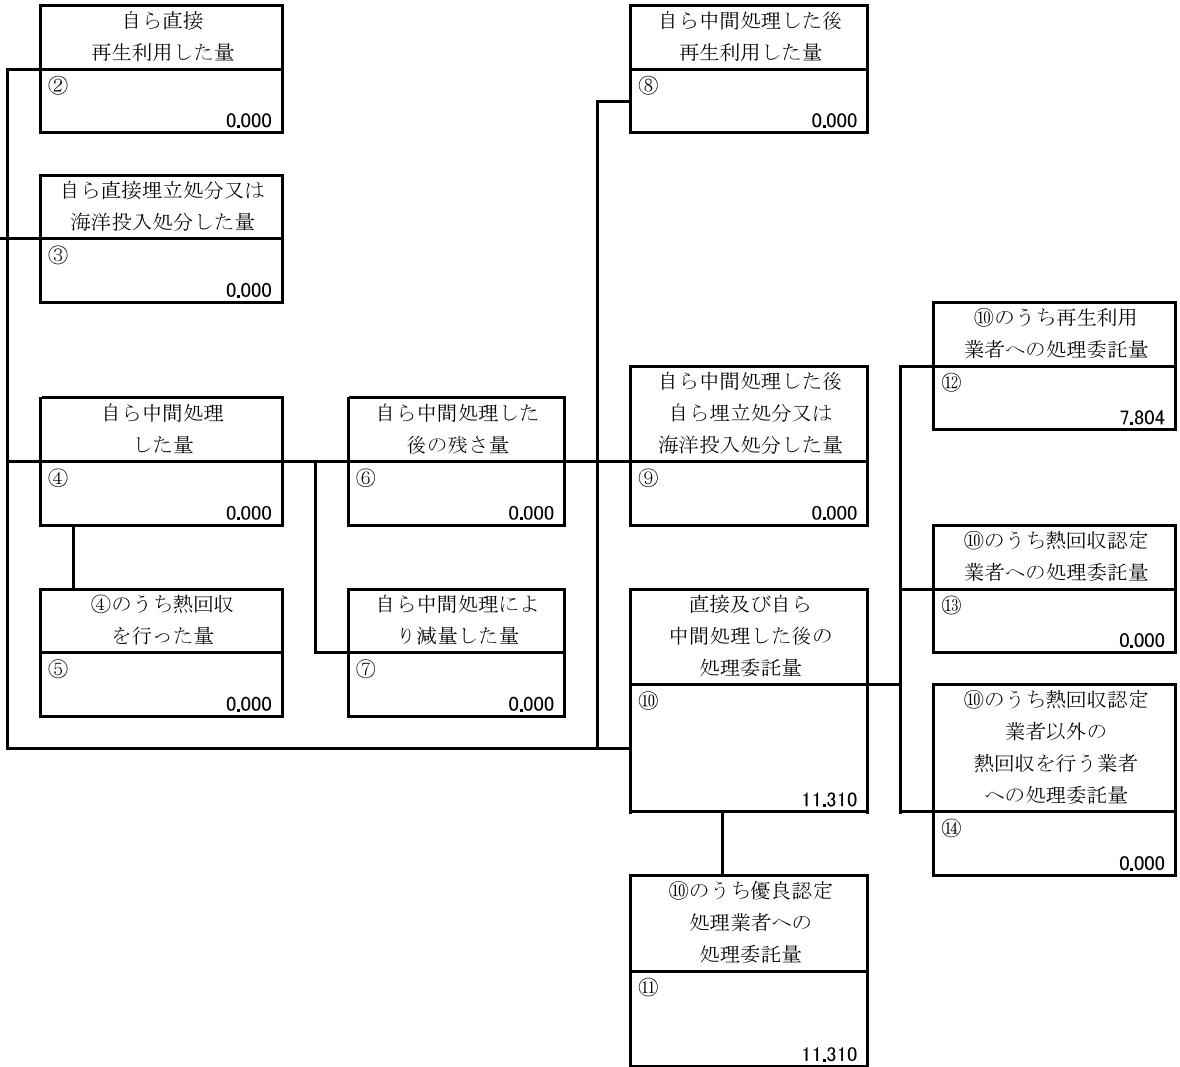 自ら直接
再生利用した量
②
0.000
自ら中間処理した後
再生利用した量
⑧
0.000
自ら直接埋立処分又は
海洋投入処分した量
③
0.000
⑩のうち再生利用
業者への処理委託量
⑫
7.804
自ら中間処理
した量
④
0.000
自ら中間処理した
後の残さ量
⑥
0.000
自ら中間処理した後
自ら埋立処分又は
海洋投入処分した量
⑨
0.000
⑩のうち熱回収認定
業者への処理委託量
⑬
0.000
④のうち熱回収
を行った量
⑤
0.000
自ら中間処理によ
り減量した量
⑦
0.000
直接及び自ら
中間処理した後の
処理委託量
⑩
11.310
⑩のうち熱回収認定
業者以外の
熱回収を行う業者
への処理委託量
⑭
0.000
⑩のうち優良認定
処理業者への
処理委託量
⑪
11.310